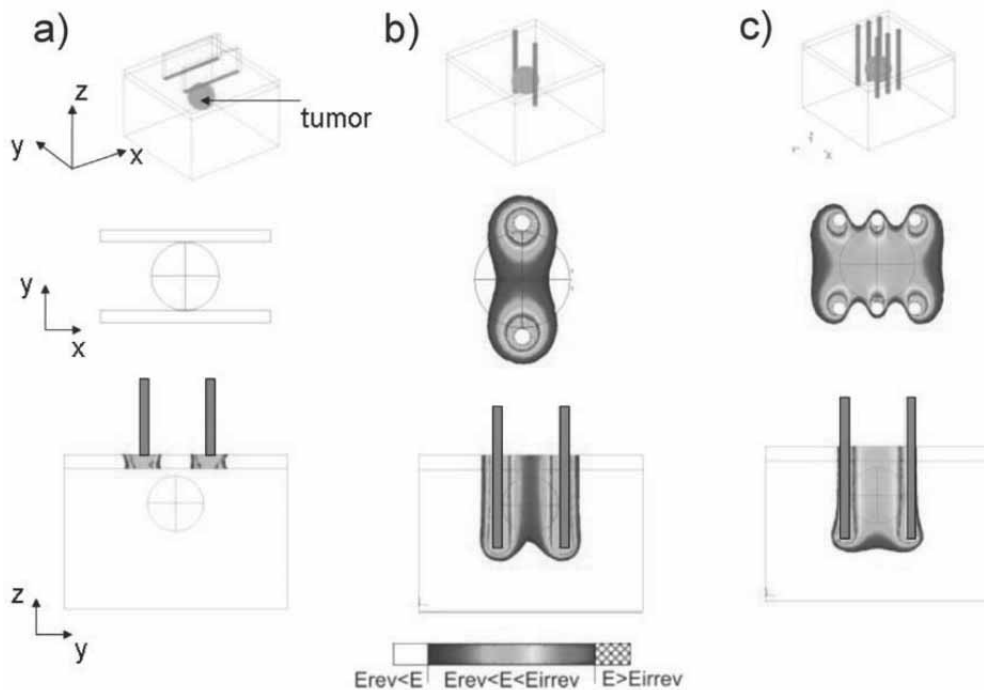 a)
b)
c)
z
y
x
tumor
y
x
z
y
Erev<E
Erev<E<Eirrev
E>Eirrev